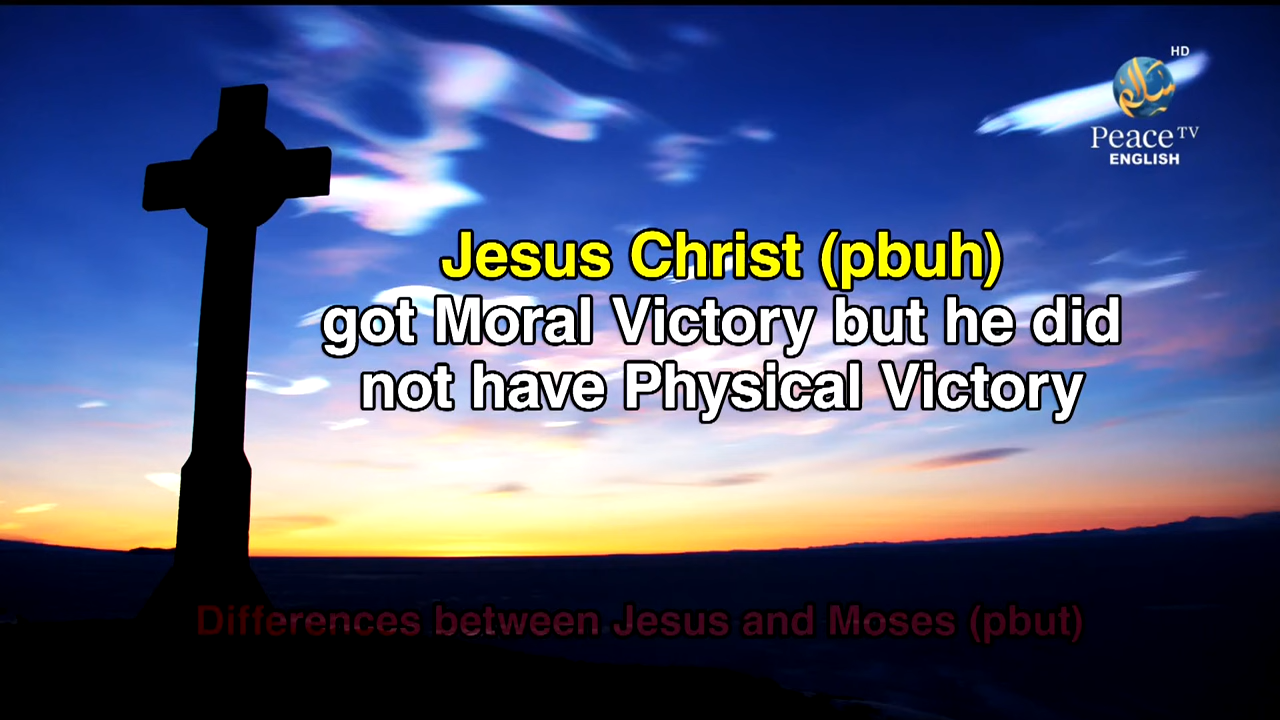 HD
سلام
Peace TV
ENGLISH
Jesus Christ (pbuh)
got Moral Victory but he did
not have Physical Victory
Differences between Jesus and Moses (pbut)